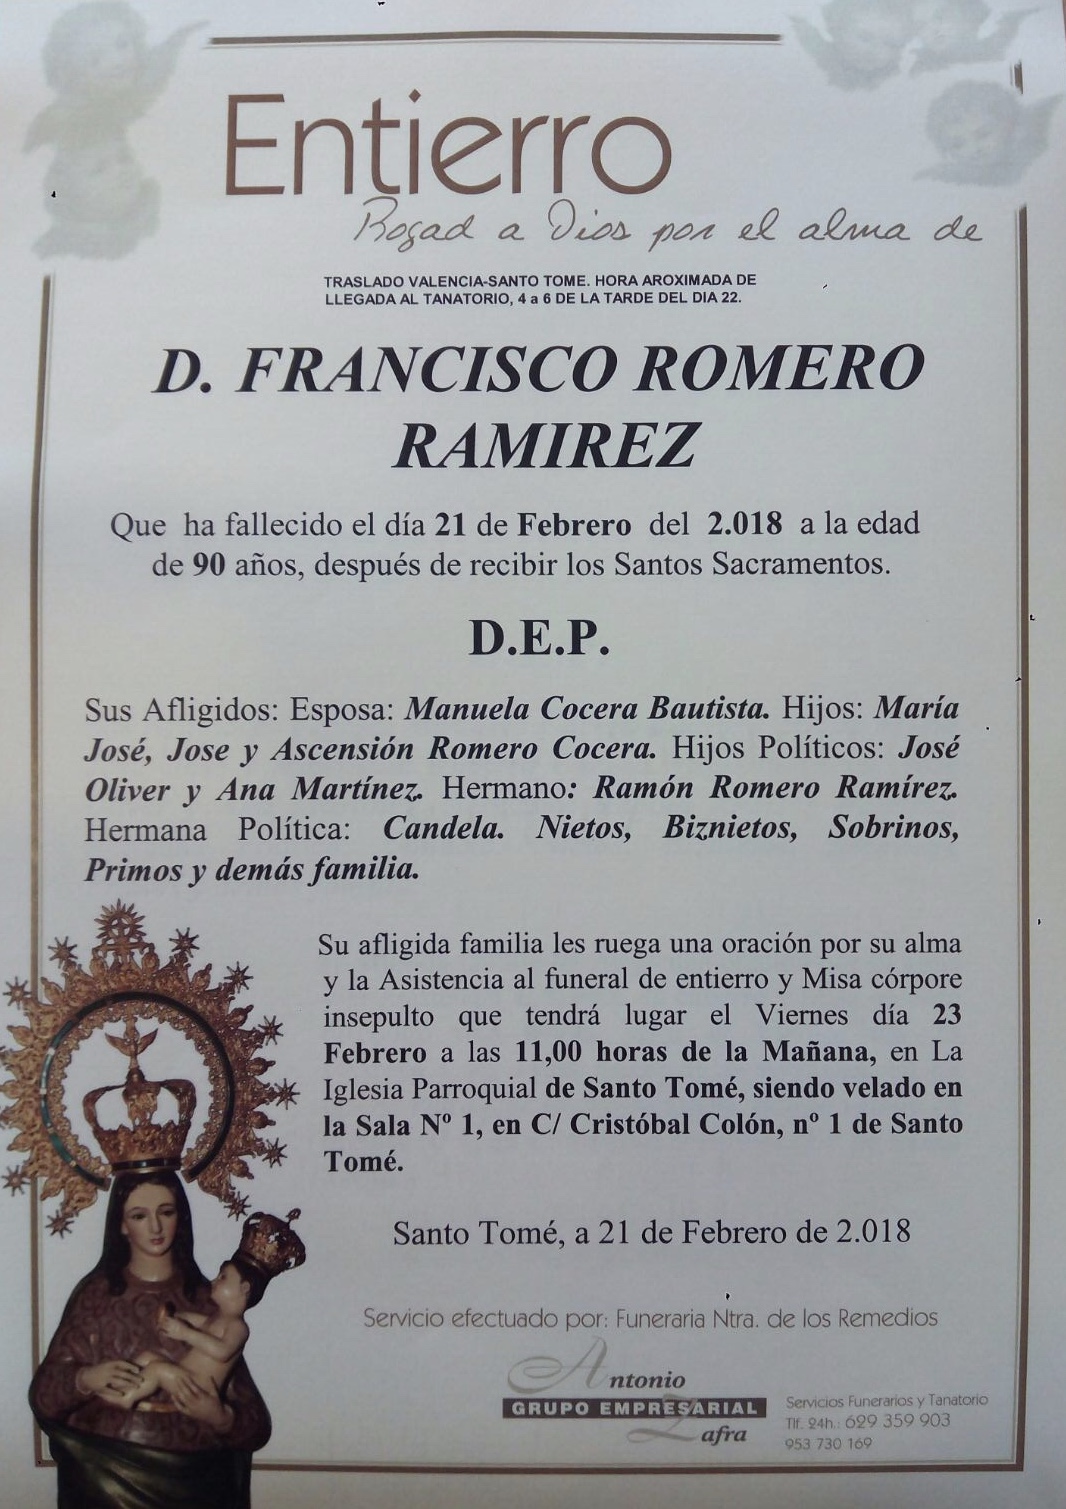 Entierro
Rogad a Dios por el alma de
TRASLADO VALENCIA-SANTO TOME. HORA AROXIMADA DE
LLEGADA AL TANATORIO, 4 a 6 DE LA TARDE DEL DIA 22.
D. FRANCISCO ROMERO
RAMIREZ
Que ha fallecido el día 21 de Febrero del 2.018 a la edad
de 90 años, después de recibir los Santos Sacramentos.
D.E.P.
Sus Afligidos: Esposa: Manuela Cocera Bautista. Hijos: María
José, Jose y Ascensión Romero Cocera. Hijos Políticos: José
Oliver y Ana Martínez. Hermano: Ramón Romero Ramírez.
Hermana Política: Candela. Nietos, Biznietos, Sobrinos,
Primos y demás familia.
Su afligida familia les ruega una oración por su alma
y la Asistencia al funeral de entierro y Misa córpore
insepulto que tendrá lugar el Viernes día 23
Febrero a las 11,00 horas de la Mañana, en La
Iglesia Parroquial de Santo Tomé, siendo velado en
la Sala Nº 1, en C/ Cristóbal Colón, nº 1 de Santo
Tomé.
Santo Tomé, a 21 de Febrero de 2.018
Servicio efectuado por: Funeraria Ntra. de los Remedios
Antonio
GRUPO EMPRESARIAL
Zafra
Servicios Funerarios y Tanatorio
Tlf. 24h.: 629 359 903
953 730 169